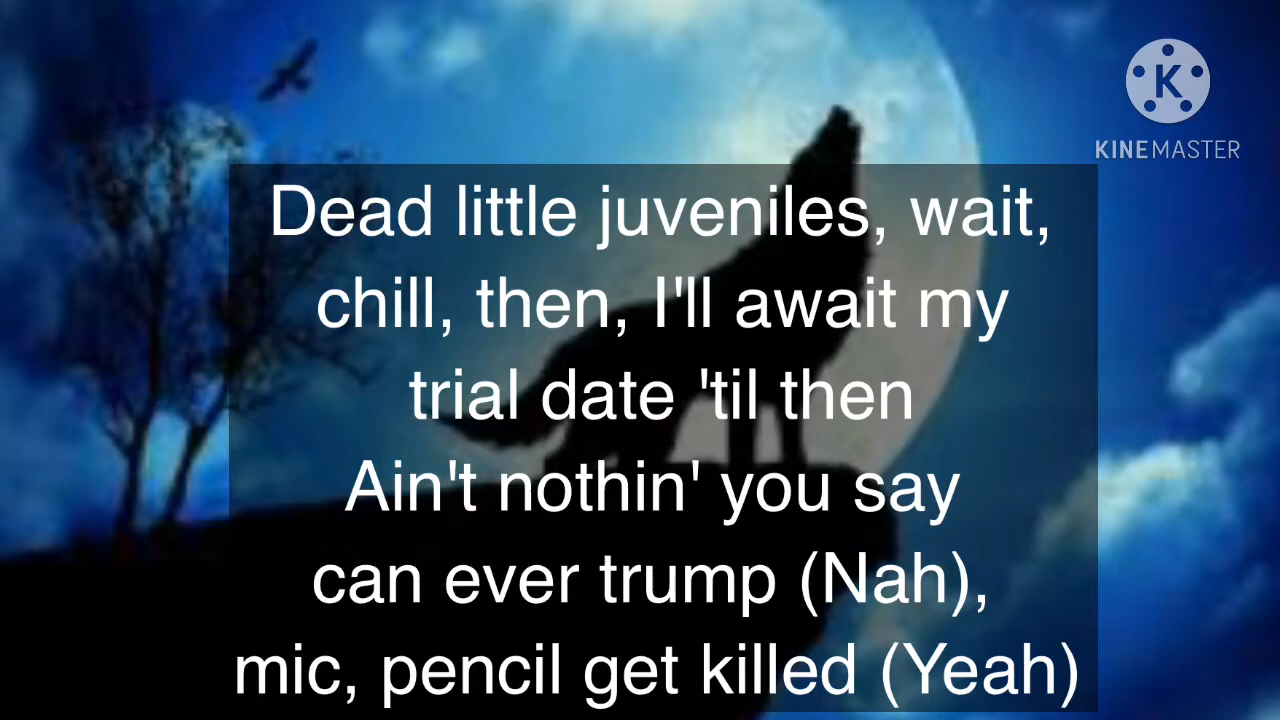 K
KINEMASTER
Dead little juveniles, wait,
chill, then, I'll await my
trial date 'til then
Ain't nothin' you say
can ever trump (Nah),
mic, pencil get killed (Yeah)